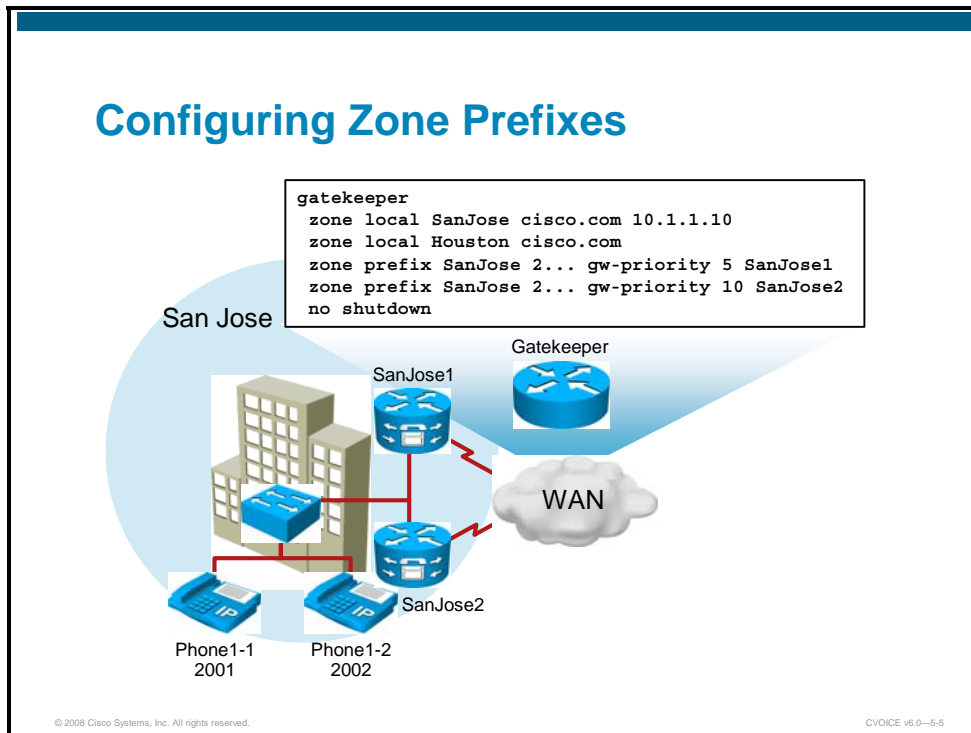 Configuring Zone Prefixes
gatekeeper
zone local SanJose cisco.com 10.1.1.10
zone local Houston cisco.com
zone prefix SanJose 2... gw-priority 5 SanJose1
zone prefix SanJose 2... gw-priority 10 SanJose2
no shutdown
San Jose
Gatekeeper
SanJose1
WAN
IP
IP
SanJose2
Phone1-1
2001
Phone1-2
2002
© 2008 Cisco Systems, Inc. All rights reserved.
CVOICE v6.0—5-5